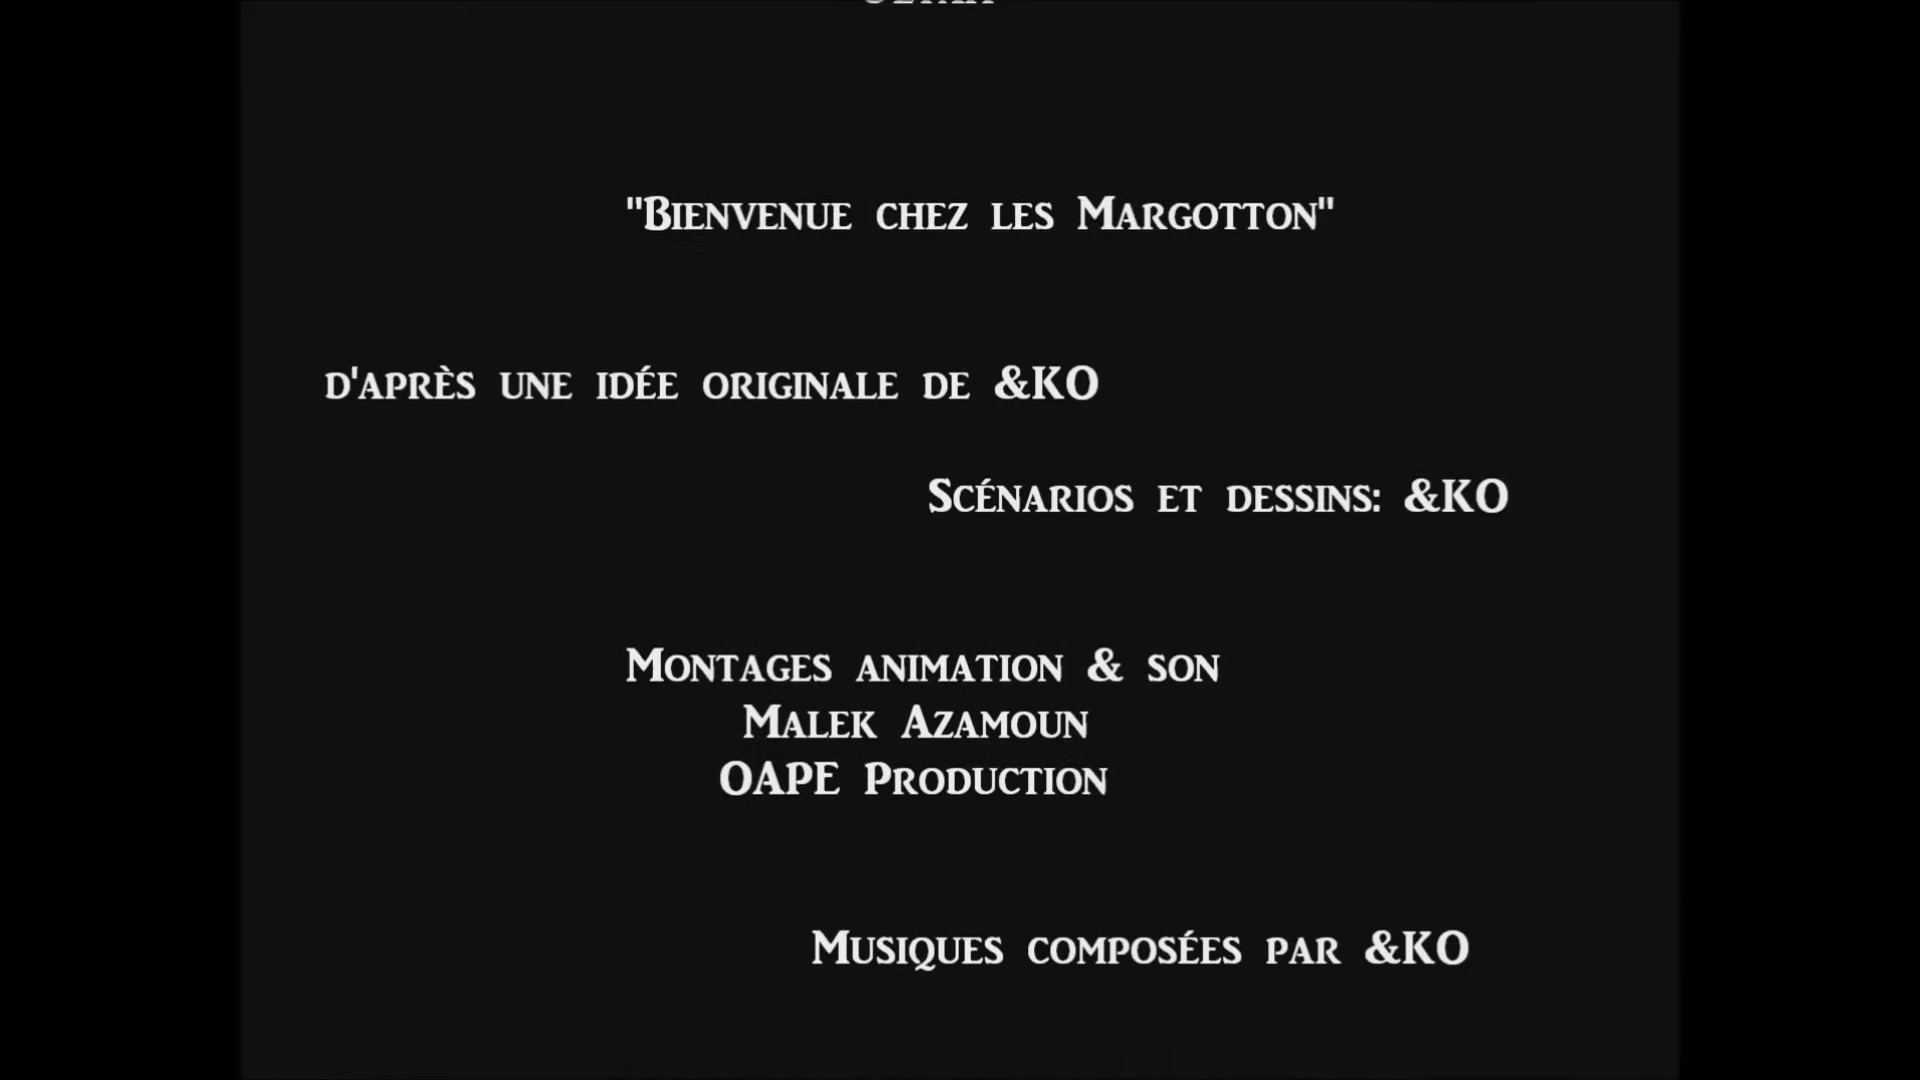 "Bienvenue chez les Margotton"
d'après une idée originale de &KO
Scénarios et dessins: &KO
Montages animation & son
Malek Azamoun
OAPE Production
Musiques composées par &KO